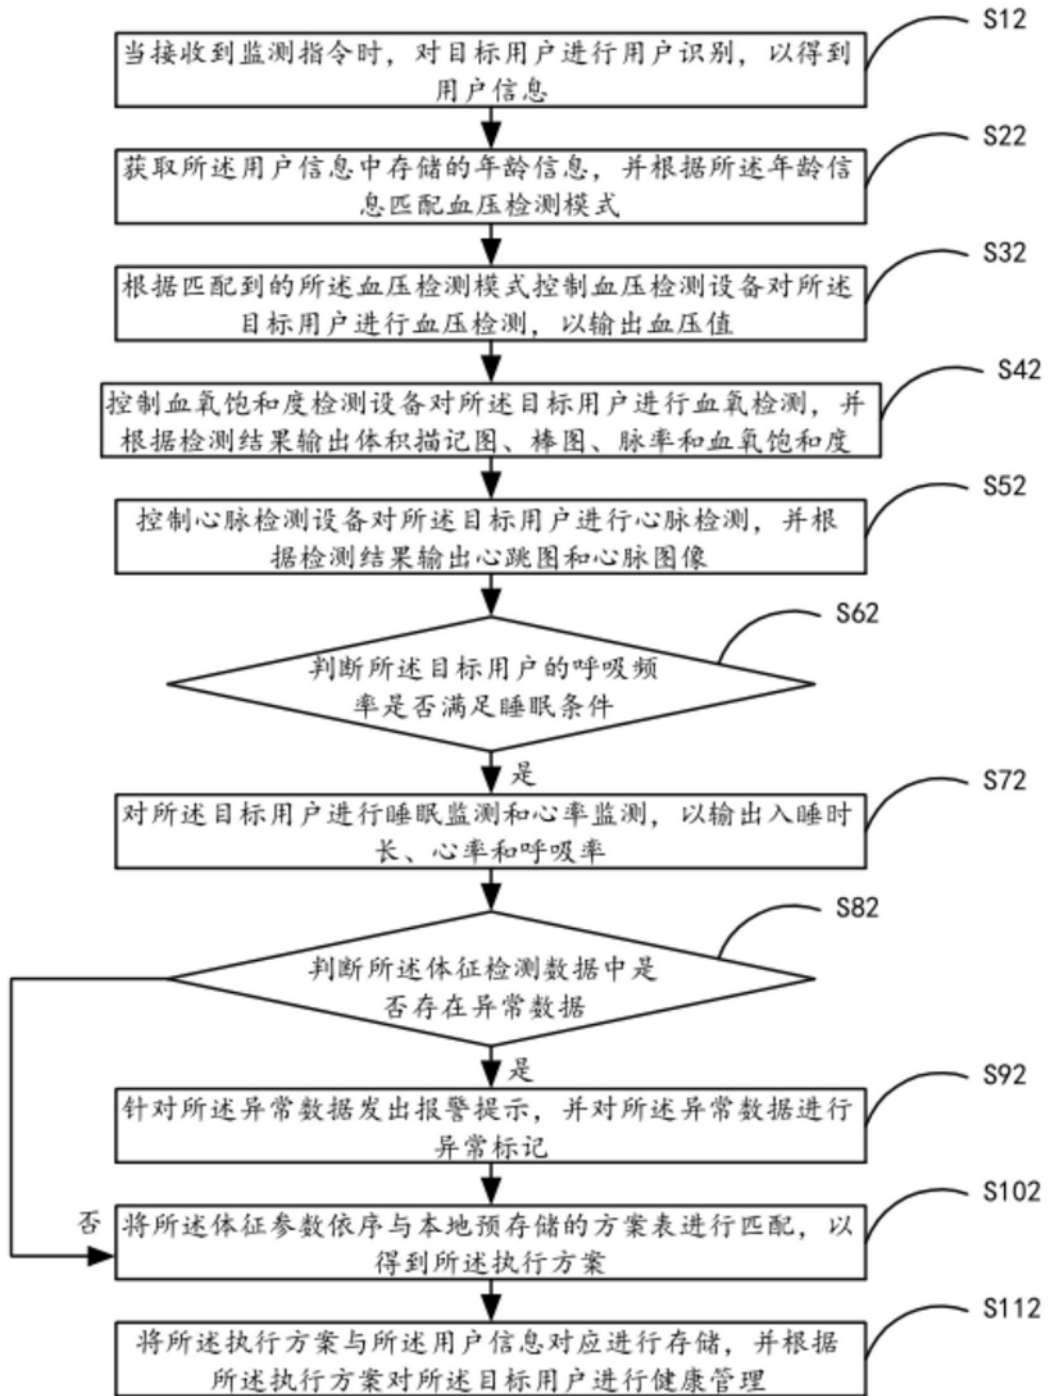 S12
当接收到监测指令时，对目标用户进行用户识别，以得到
用户信息
S22
获取所述用户信息中存储的年龄信息，并根据所述年龄信
息匹配血压检测模式
S32
根据匹配到的所述血压检测模式控制血压检测设备对所述
目标用户进行血压检测，以输出血压值
S42
控制血氧饱和度检测设备对所述目标用户进行血氧检测，并
根据检测结果输出体积描记图、棒图、脉率和血氧饱和度
S52
控制心脉检测设备对所述目标用户进行心脉检测，并根
据检测结果输出心跳图和心脉图像
S62
判断所述目标用户的呼吸频
率是否满足睡眠条件
是
S72
对所述目标用户进行睡眠监测和心率监测，以输出入睡时
长、心率和呼吸率
S82
判断所述体征检测数据中是
否存在异常数据
是
S92
针对所述异常数据发出报警提示，并对所述异常数据进行
异常标记
S102
否
将所述体征参数依序与本地预存储的方案表进行匹配，以
得到所述执行方案
S112
将所述执行方案与所述用户信息对应进行存储，并根据
所述执行方案对所述目标用户进行健康管理